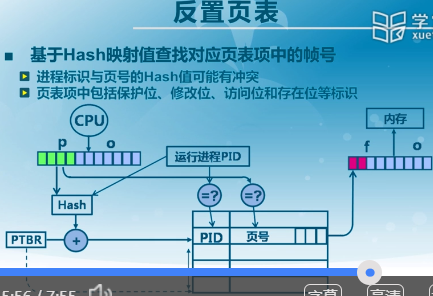 反置页表
学
xue
基于Hash映射值查找对应页表项中的帧号
进程标识与页号的Hash值可能有冲突
页表项中包括保护位、修改位、访问位和存在位等标识
CPU
内存
p o
运行进程PID
f o
Hash
=? =?
PTBR + PID 页号
5:56 / 7:55 字幕 高清